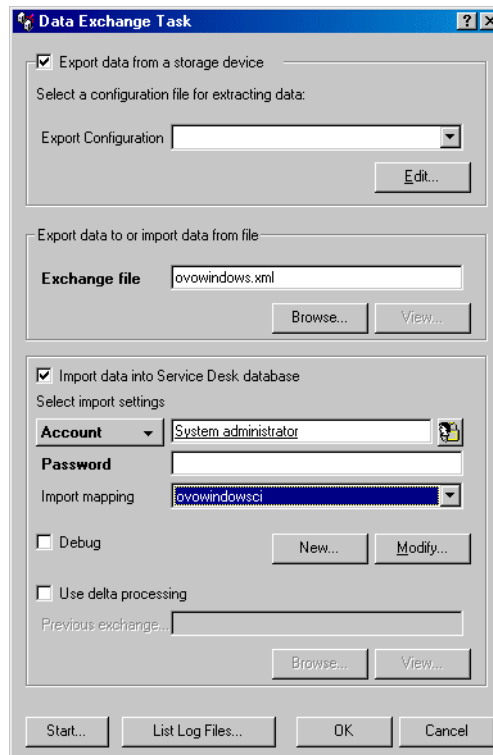 Data Exchange Task
Export data from a storage device
Select a configuration file for extracting data:
Export Configuration
Edit...
Export data to or import data from file
Exchange file ovowindows.xml
Browse... View...
Import data into Service Desk database
Select import settings
Account System administrator
Password
Import mapping ovowindowsci
Debug New... Modify...
Use delta processing
Previous exchange...
Browse... View...
Start... List Log Files... OK Cancel